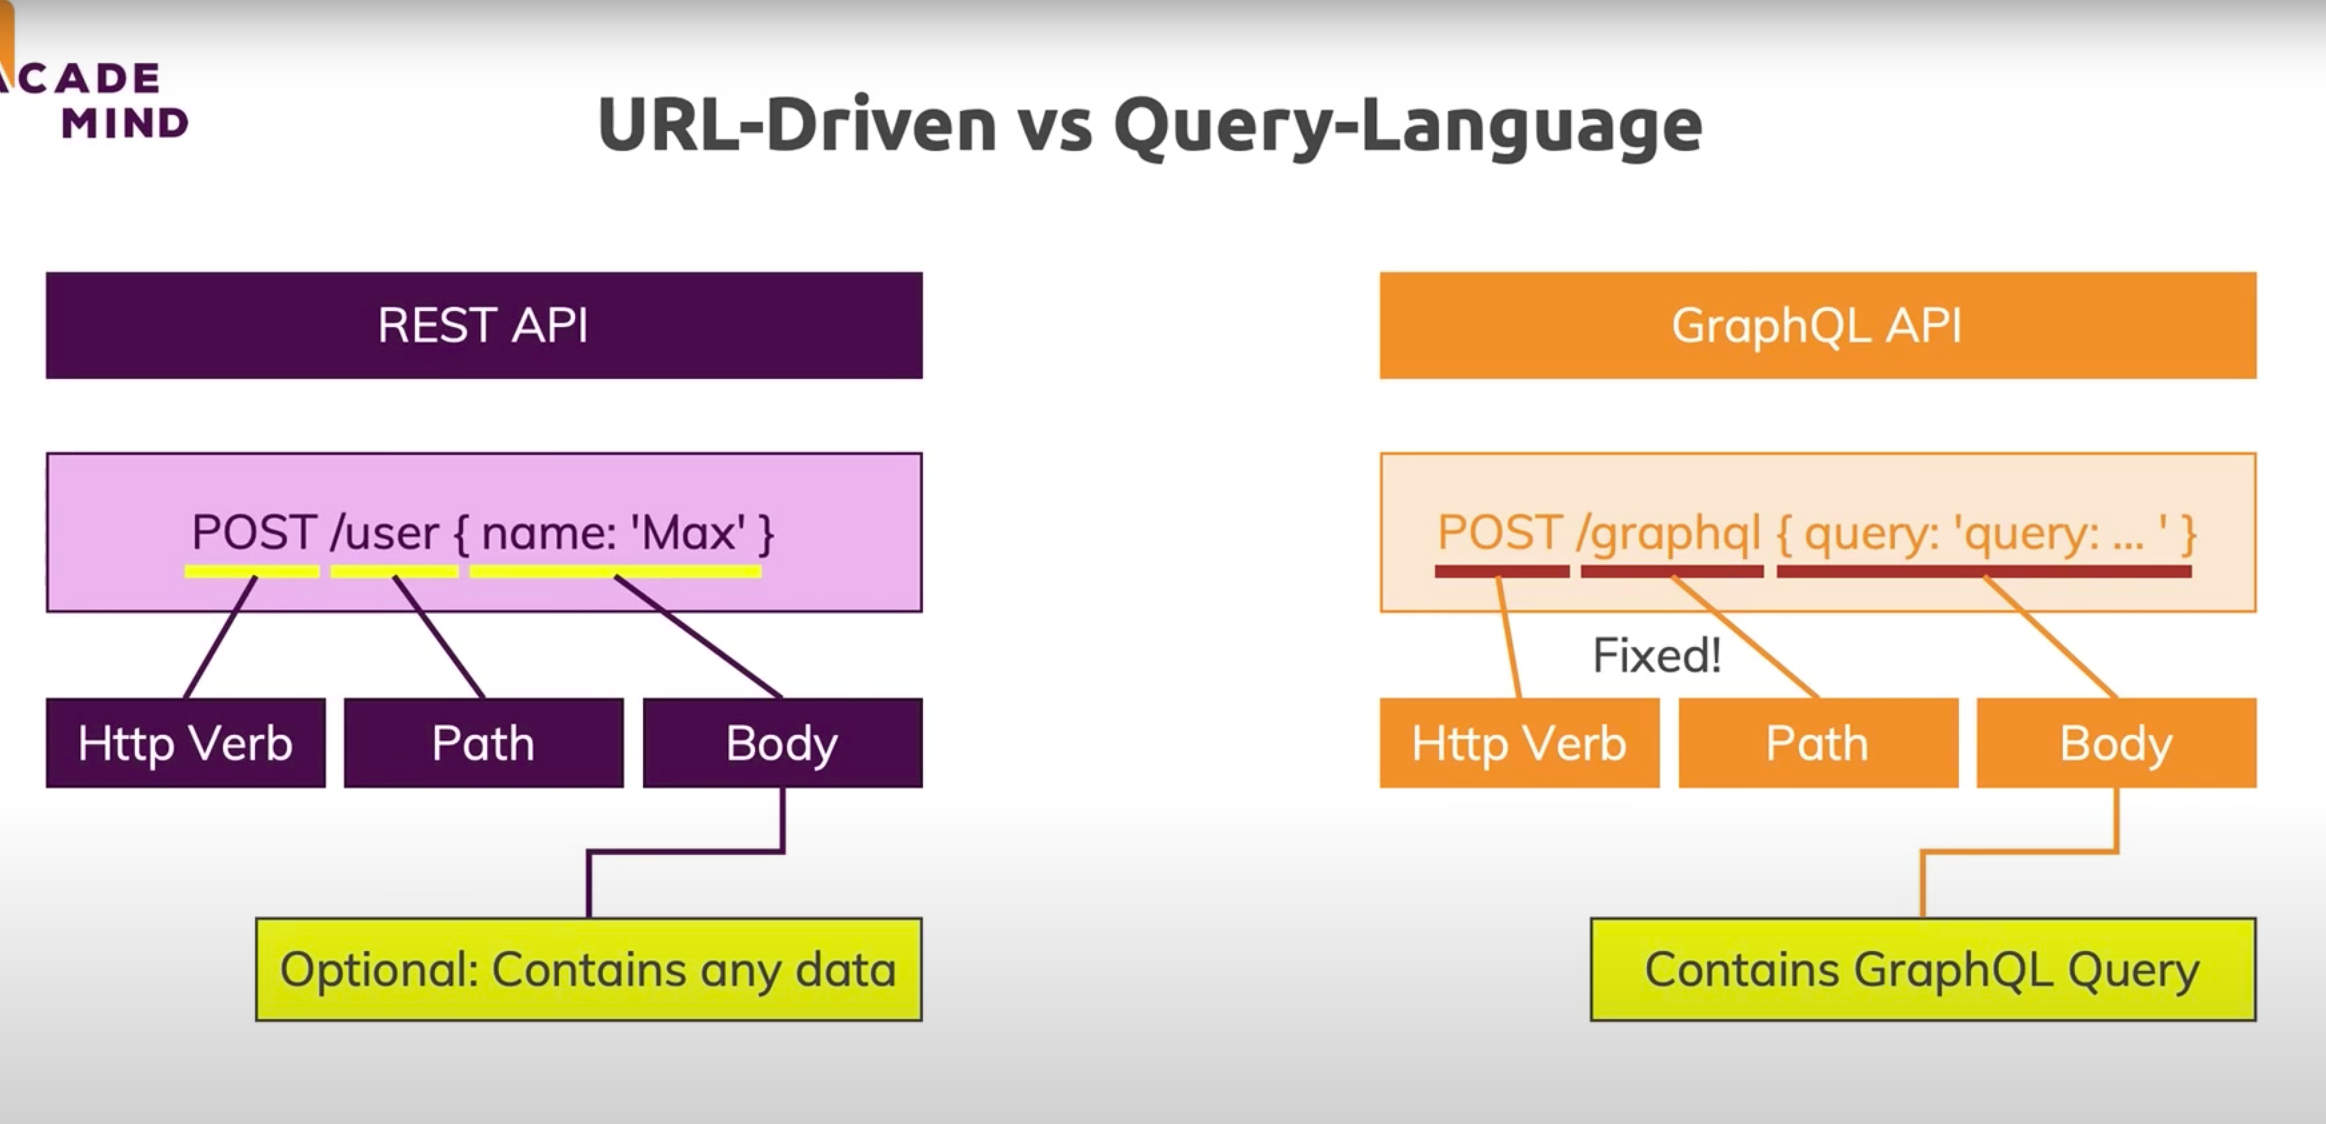 ACADE
MIND
URL-Driven vs Query-Language
REST API
POST /user { name: 'Max' }
Http Verb
Path
Body
Optional: Contains any data
GraphQL API
POST /graphql { query: 'query: ... ' }
Fixed!
Http Verb
Path
Body
Contains GraphQL Query